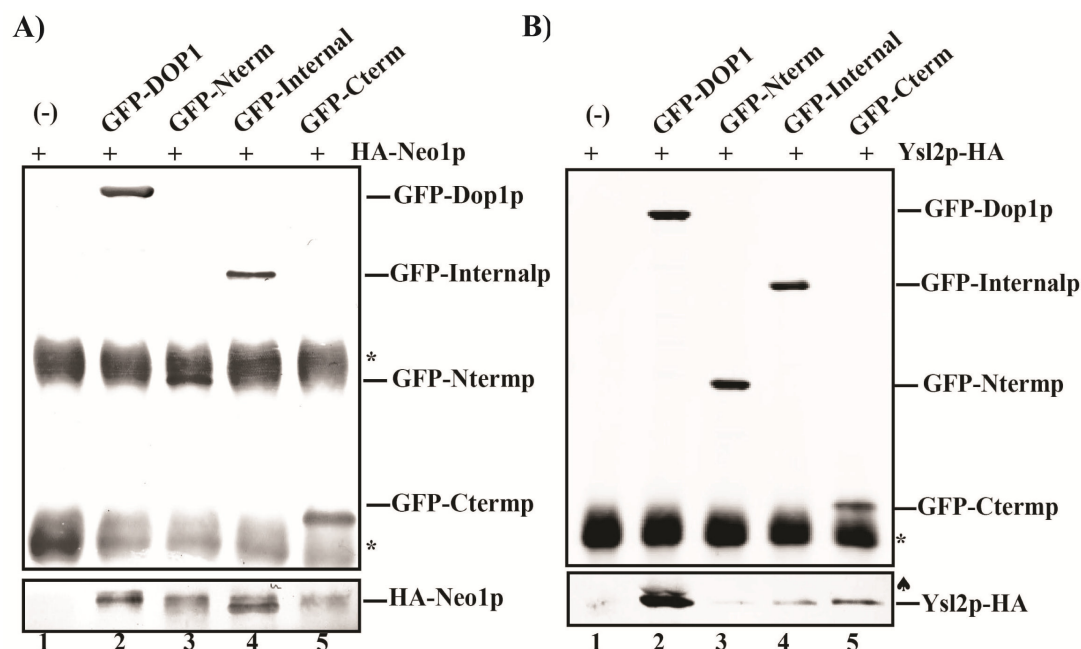 A)
(-) GFP-DOP1 GFP-Nterm GFP-Internal GFP-Cterm
+ + + + + HA-Neo1p
GFP-Dop1p
GFP-Internalp
*
GFP-Ntermp
GFP-Ctermp
*
HA-Neo1p
1 2 3 4 5
B)
(-) GFP-DOP1 GFP-Nterm GFP-Internal GFP-Cterm
+ + + + + Ysl2p-HA
GFP-Dop1p
GFP-Internalp
GFP-Ntermp
GFP-Ctermp
*
♠
Ysl2p-HA
1 2 3 4 5